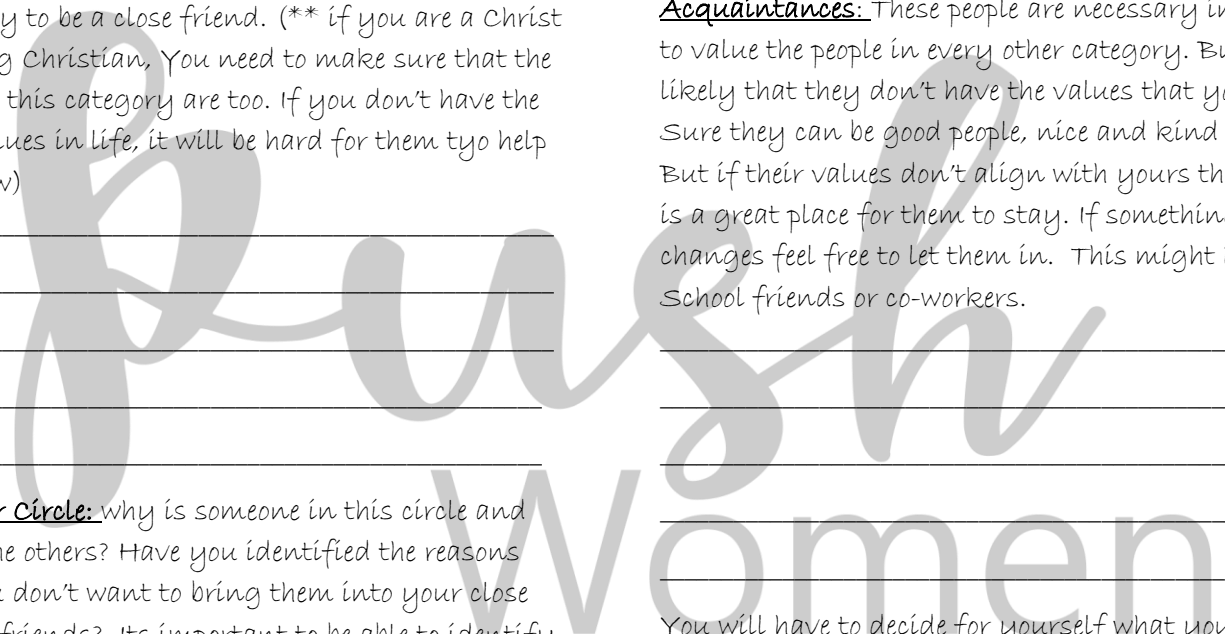 y to be a close friend. (** if you are a Christ
g Christian, You need to make sure that the
this category are too. If you don't have the
lues in life, it will be hard for them tyo help
w)
r Circle: why is someone in this circle and
he others? Have you identified the reasons
don't want to bring them into your close
friends? Its important to be able to identify
Acquaintances: These people are necessary in
to value the people in every other category. Bu
likely that they don't have the values that yo
Sure they can be good people, nice and kind
But if their values don't align with yours th
is a great place for them to stay. If somethin
changes feel free to let them in. This might
School friends or co-workers.
You will have to decide for yourself what you
push
Women